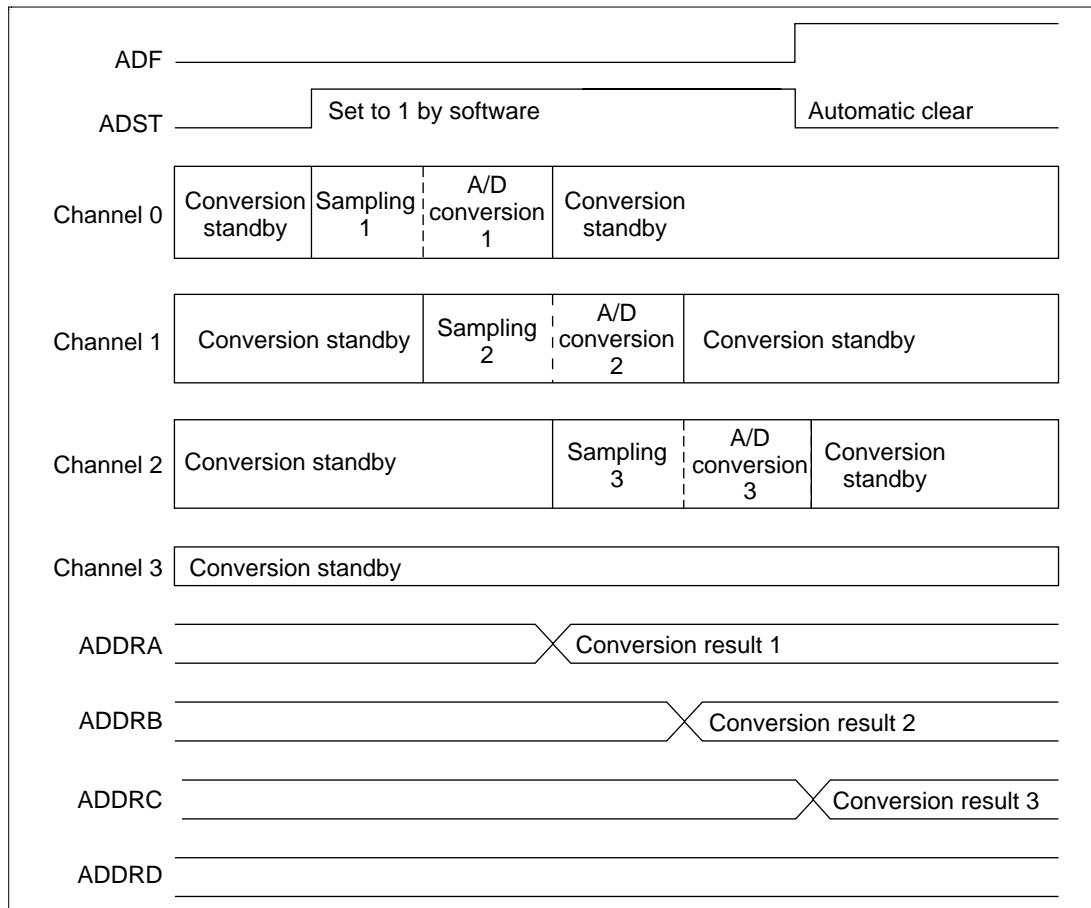 ADF
ADST
Set to 1 by software
Automatic clear
Channel 0
Conversion
standby
Sampling
1
A/D
conversion
1
Conversion
standby
Channel 1
Conversion standby
Sampling
2
A/D
conversion
2
Conversion standby
Channel 2
Conversion standby
Sampling
3
A/D
conversion
3
Conversion
standby
Channel 3
Conversion standby
ADDRA
Conversion result 1
ADDRB
Conversion result 2
ADDRC
Conversion result 3
ADDRD